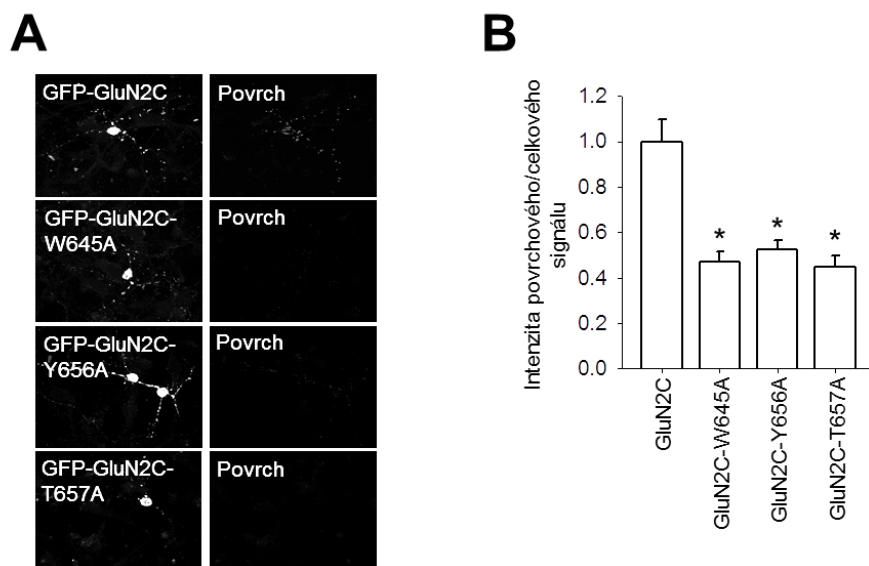 A
GFP-GluN2C
Povrch
GFP-GluN2C-
W645A
Povrch
GFP-GluN2C-
Y656A
Povrch
GFP-GluN2C-
T657A
Povrch
B
Intenzita povrchového/celkového
signálu
1.2
1.0
0.8
0.6
0.4
0.2
0.0
*
*
*
GluN2C
GluN2C-W645A
GluN2C-Y656A
GluN2C-T657A